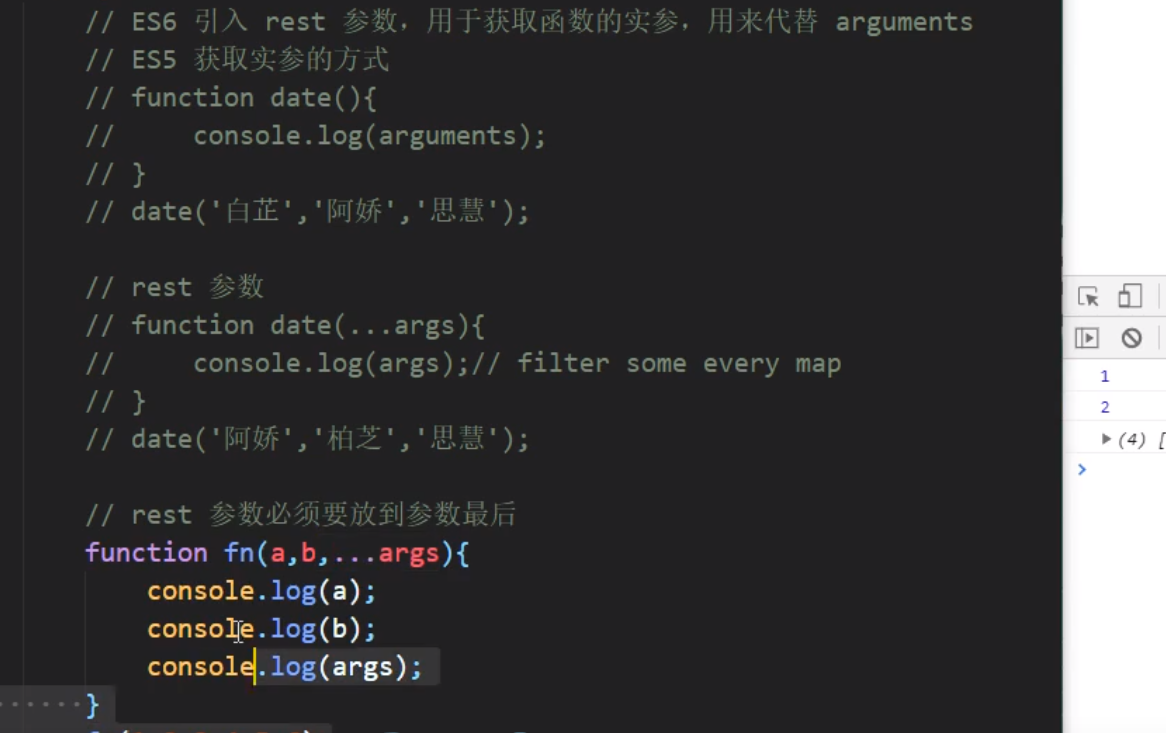 // ES6 引入 rest 参数，用于获取函数的实参，用来代替 arguments
// ES5 获取实参的方式
// function date(){
//     console.log(arguments);
// }
// date('白芷','阿娇','思慧');
// rest 参数
// function date(...args){
//     console.log(args);// filter some every map
// }
// date('阿娇','柏芝','思慧');
// rest 参数必须要放到参数最后
function fn(a,b,...args){
    console.log(a);
    console.log(b);
    console.log(args);
}
1
2
(4) [